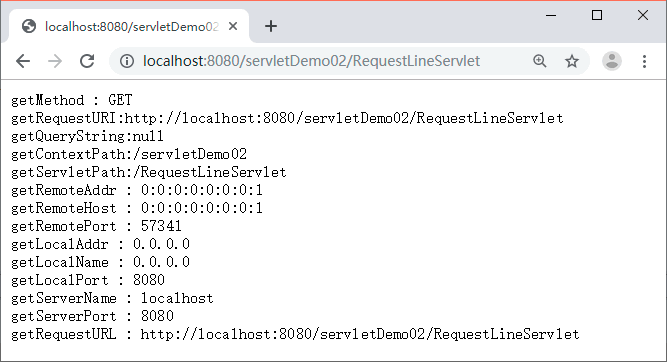 localhost:8080/servletDemo02
localhost:8080/servletDemo02/RequestLineServlet
getMethod : GET
getRequestURI:http://localhost:8080/servletDemo02/RequestLineServlet
getQueryString:null
getContextPath:/servletDemo02
getServletPath:/RequestLineServlet
getRemoteAddr : 0:0:0:0:0:0:0:1
getRemoteHost : 0:0:0:0:0:0:0:1
getRemotePort : 57341
getLocalAddr : 0.0.0.0
getLocalName : 0.0.0.0
getLocalPort : 8080
getServerName : localhost
getServerPort : 8080
getRequestURL : http://localhost:8080/servletDemo02/RequestLineServlet